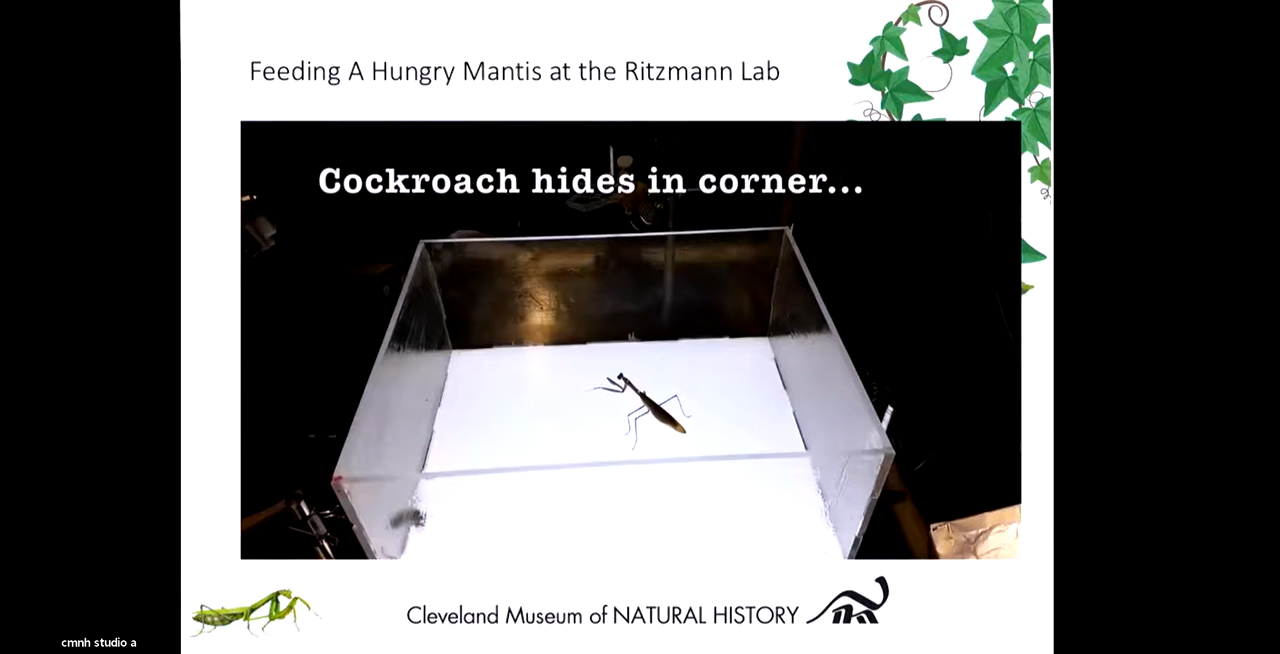 Feeding A Hungry Mantis at the Ritzmann Lab
Cockroach hides in corner...
Cleveland Museum of NATURAL HISTORY
cmnh studio a